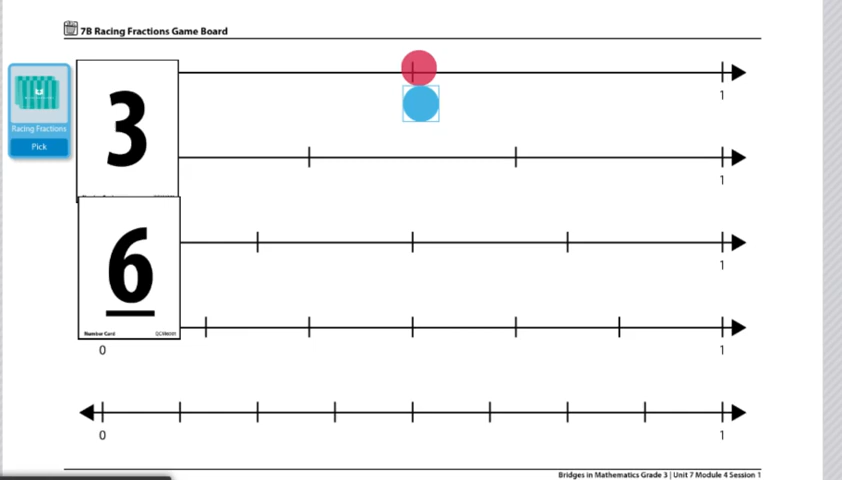 7B Racing Fractions Game Board
3
1
Racing Fractions
Pick
1
6
1
Number Card
0
1
0
1
Bridges in Mathematics Grade 3 | Unit 7 Module 4 Session 1